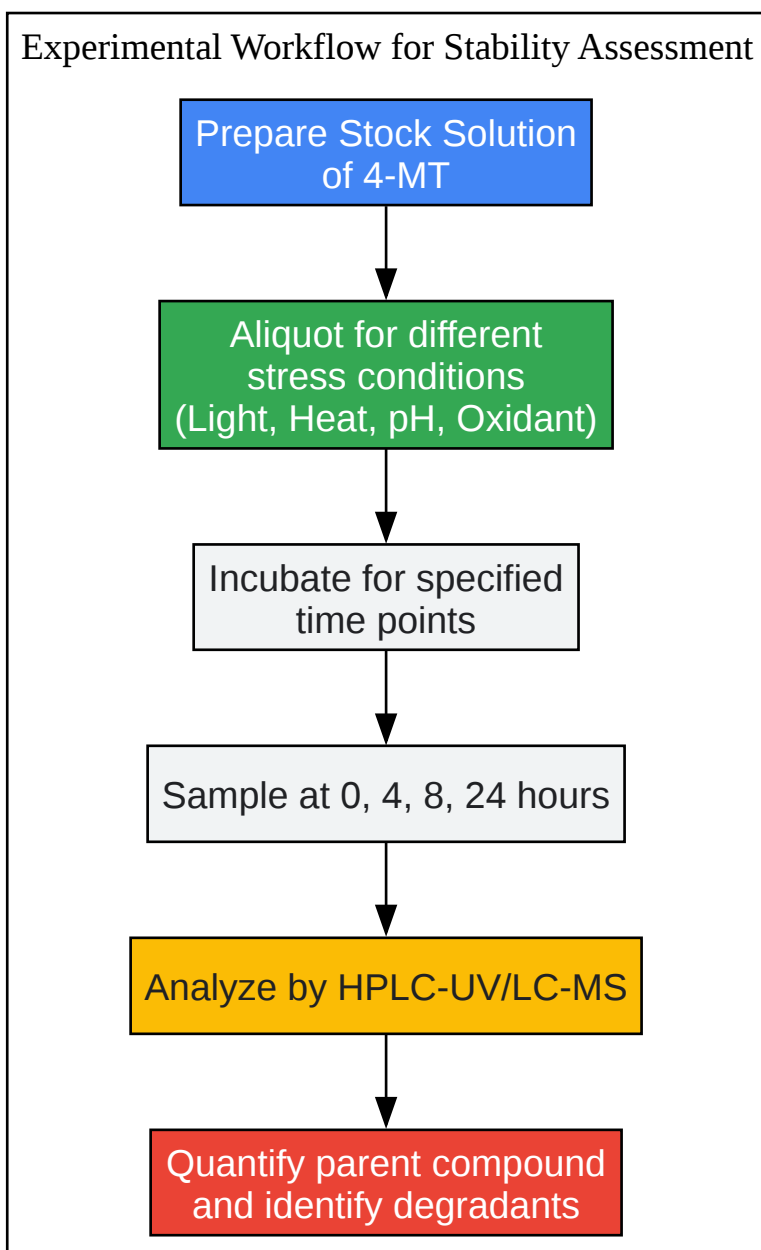 Experimental Workflow for Stability Assessment
Prepare Stock Solution
of 4-MT
Aliquot for different
stress conditions
(Light, Heat, pH, Oxidant)
Incubate for specified
time points
Sample at 0, 4, 8, 24 hours
Analyze by HPLC-UV/LC-MS
Quantify parent compound
and identify degradants